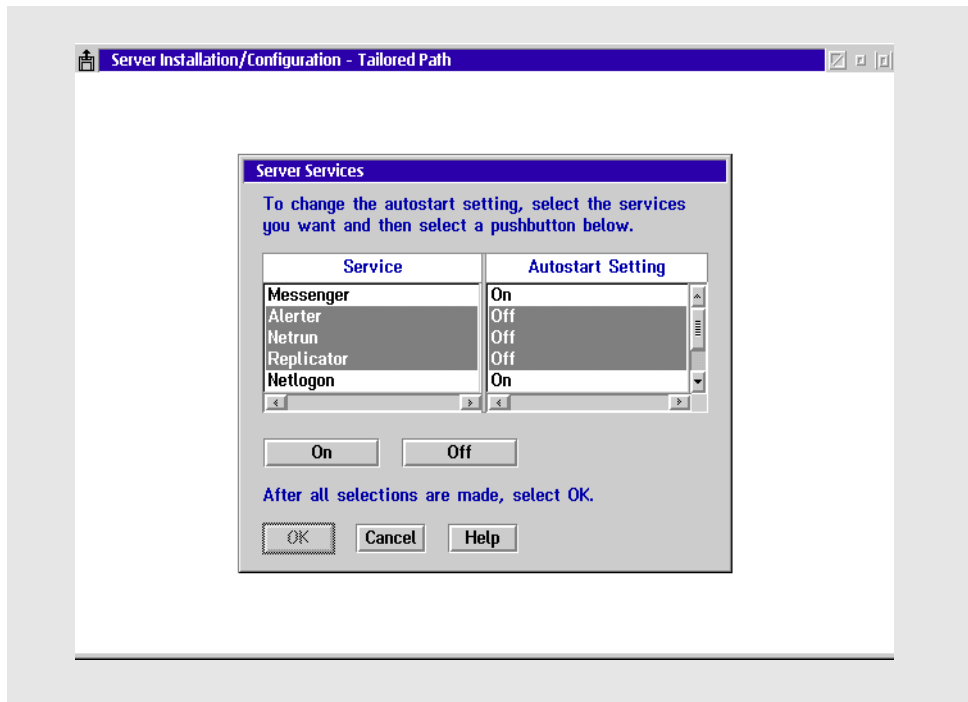 Server Installation/Configuration - Tailored Path
Server Services
To change the autostart setting, select the services
you want and then select a pushbutton below.
Service Autostart Setting
Messenger On
Alerter Off
Netrun Off
Replicator Off
Netlogon On
On Off
After all selections are made, select OK.
OK Cancel Help